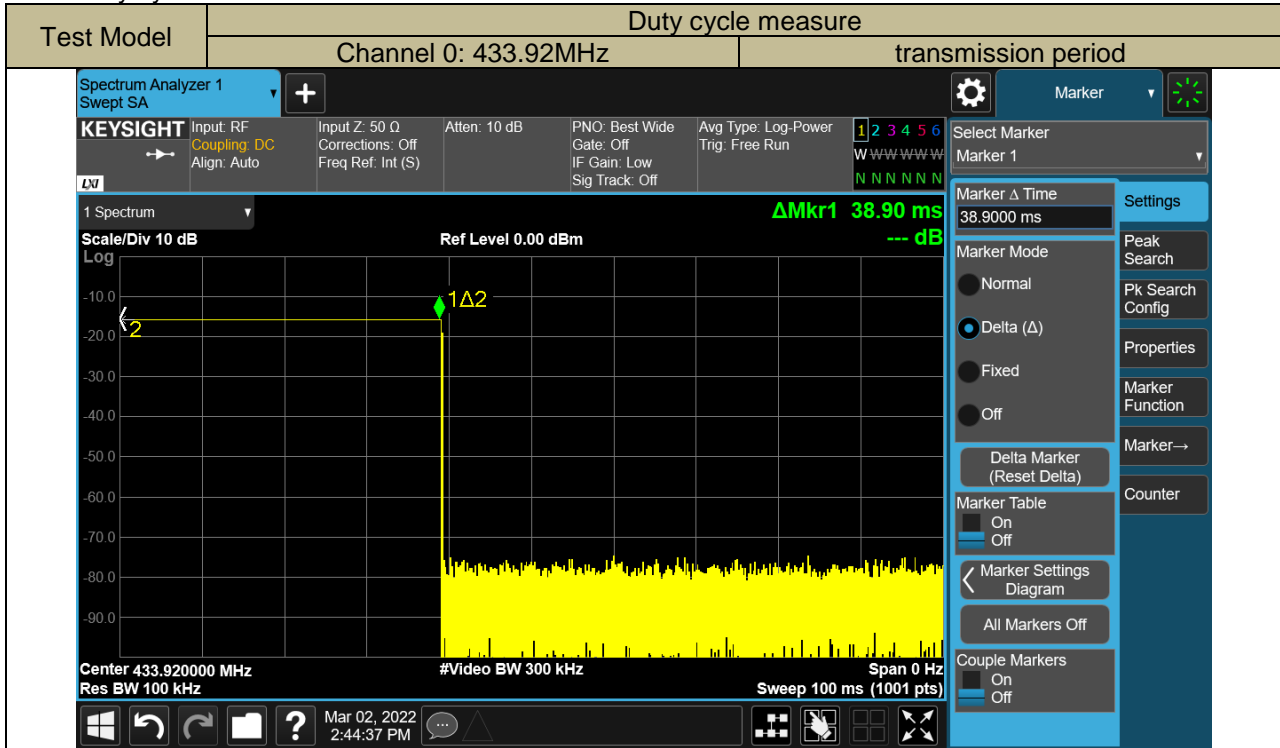 Test Model
Duty cycle measure
Channel 0: 433.92MHz
transmission period
Spectrum Analyzer 1
Swept SA
Marker
KEYSIGHT
Input: RF
Coupling: DC
Align: Auto
Input Z: 50 Ω
Corrections: Off
Freq Ref: Int (S)
Atten: 10 dB
PNO: Best Wide
Gate: Off
IF Gain: Low
Sig Track: Off
Avg Type: Log-Power
Trig: Free Run
1 2 3 4 5 6
W W W W W W
N N N N N N
LXI
Select Marker
Marker 1
1 Spectrum
ΔMkr1 38.90 ms
--- dB
Scale/Div 10 dB
Ref Level 0.00 dBm
Log
-10.0
-20.0
-30.0
-40.0
-50.0
-60.0
-70.0
-80.0
-90.0
2
1Δ2
Center 433.920000 MHz
#Video BW 300 kHz
Span 0 Hz
Res BW 100 kHz
Sweep 100 ms (1001 pts)
Marker Δ Time
38.9000 ms
Marker Mode
Normal
Delta (Δ)
Fixed
Off
Delta Marker
(Reset Delta)
Marker Table
On
Off
Marker Settings
Diagram
All Markers Off
Couple Markers
On
Off
Settings
Peak
Search
Pk Search
Config
Properties
Marker
Function
Marker→
Counter
?
Mar 02, 2022
2:44:37 PM